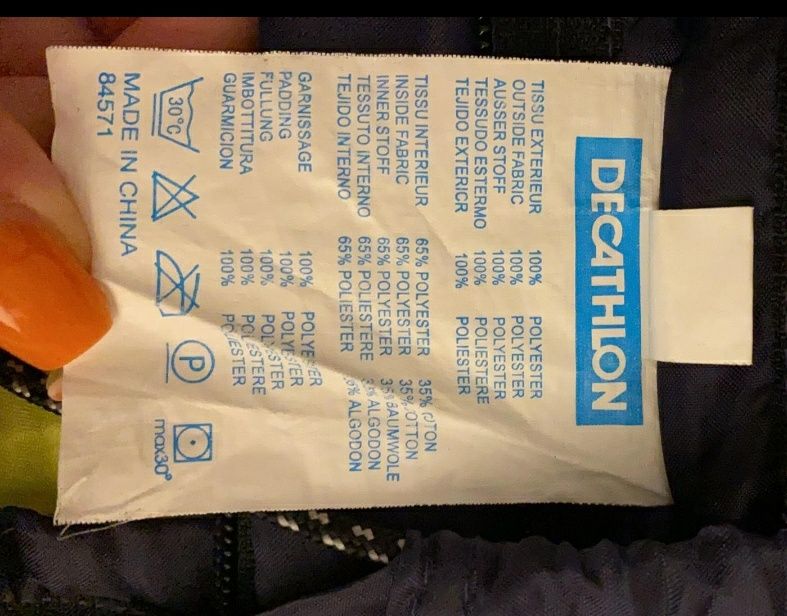 DECATHLON
TISSU EXTERIEUR 100% POLYESTER
OUTSIDE FABRIC 100% POLYESTER
AUSSER STOFF 100% POLYESTER
TESSUDO ESTERMO 100% POLIESTERE
TEJIDO EXTERICR 100% POLIESTER
TISSU INTERIEUR 65% POLYESTER 35%
INSIDE FABRIC 65% POLYESTER 35%
INNER STOFF 65% POLYESTER BAUMWOLE
TESSUTO INTERNO 65% POLIESTERE ALGODON
TEJIDO INTERNO 65% POLIESTER ALGODON
GARNISSAGE 100%
PADDING 100%
FULLUNG 100%
IMBOTTITURA 100%
GUARMICION 100%
30°C P max30°
MADE IN CHINA
84571